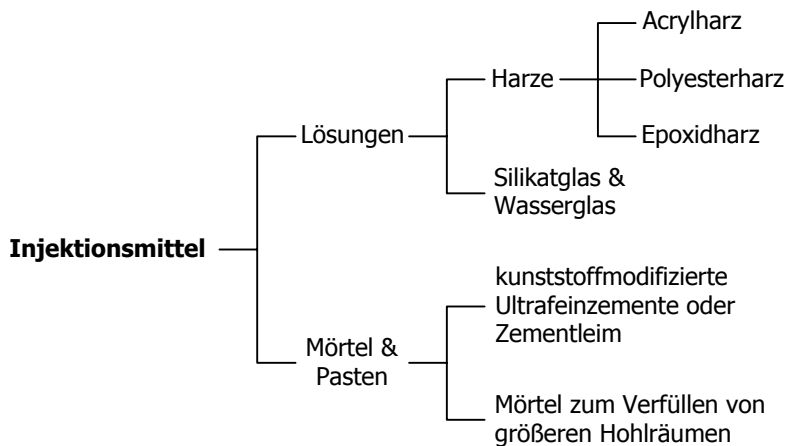 Acrylharz
Harze
Polyesterharz
Lösungen
Epoxidharz
Silikatglas &
Wasserglas
Injektionsmittel
kunststoffmodifizierte
Ultrafeinzemente oder
Zementleim
Mörtel &
Pasten
Mörtel zum Verfüllen von
größeren Hohlräumen